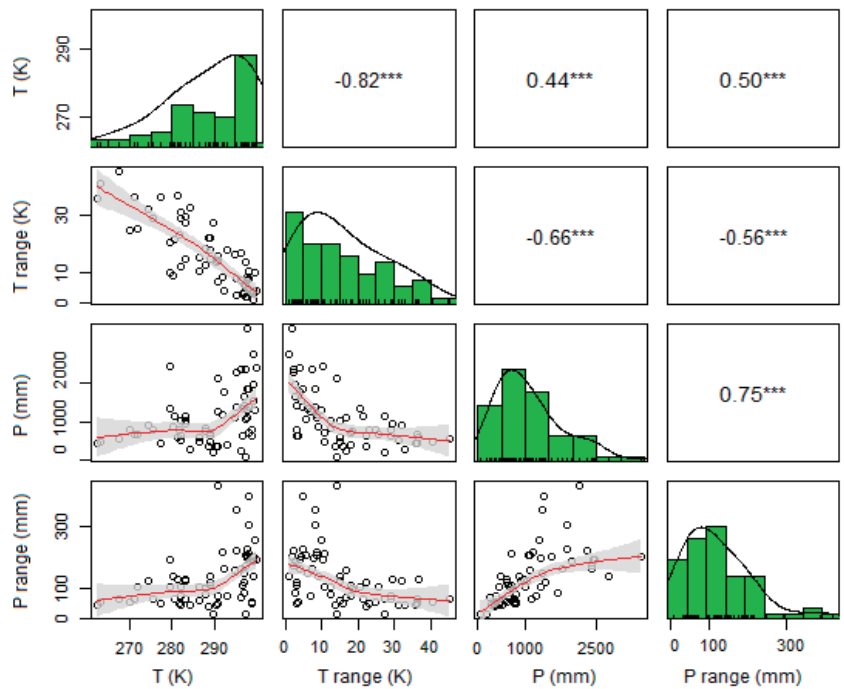 T (K)
270 290
-0.82***
0.44***
0.50***
T range (K)
0 10 30
-0.66***
-0.56***
P (mm)
0 1000 2000
0.75***
P range (mm)
0 100 300
270 280 290
0 10 20 30 40
0 1000 2500
0 100 300
T (K)
T range (K)
P (mm)
P range (mm)